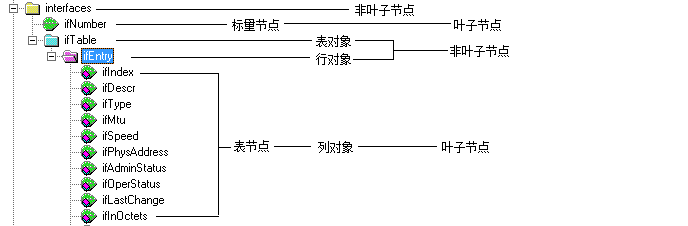 interfaces 非叶子节点
ifNumber 标量节点 叶子节点
ifTable 表对象
非叶子节点
ifEntry 行对象
ifIndex
ifDescr
ifType
ifMtu
ifSpeed
ifPhysAddress 表节点 列对象 叶子节点
ifAdminStatus
ifOperStatus
ifLastChange
ifInOctets